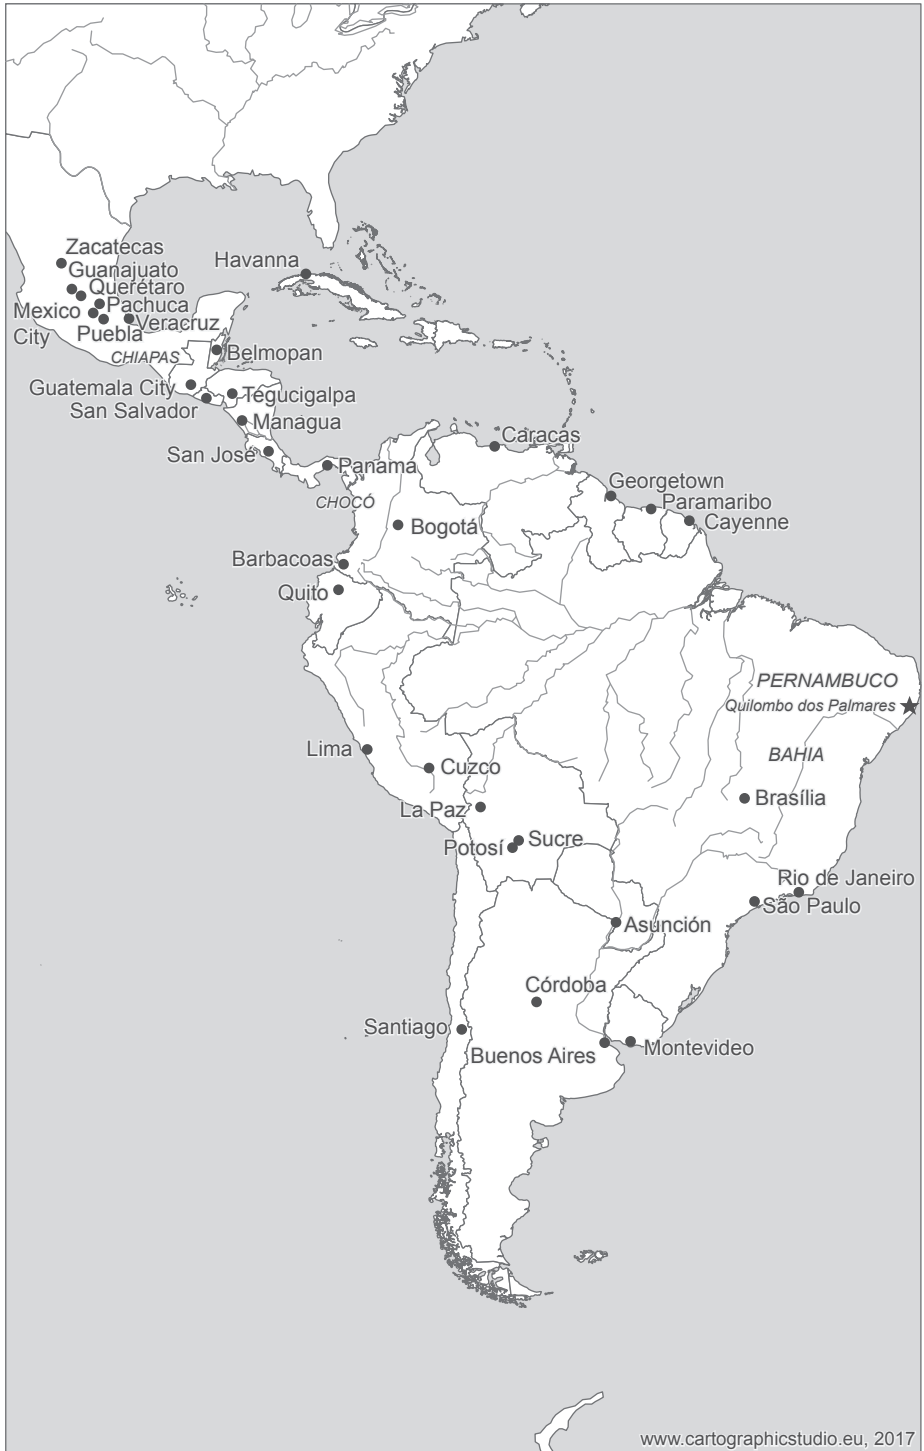 Zacatecas
Guanajuato
Havanna
Querétaro
Pachuca
Mexico
City
Veracruz
Puebla
CHIAPAS
Belmopan
Guatemala City
Tegucigalpa
San Salvador
Managua
Caracas
San José
Panama
Georgetown
CHOCÓ
Paramaribo
Cayenne
Bogotá
Barbacoas
Quito
PERNAMBUCO
Quilombo dos Palmares
Lima
BAHIA
Cuzco
Brasília
La Paz
Sucre
Potosí
Rio de Janeiro
São Paulo
Asunción
Córdoba
Santiago
Buenos Aires
Montevideo
www.cartographicstudio.eu, 2017